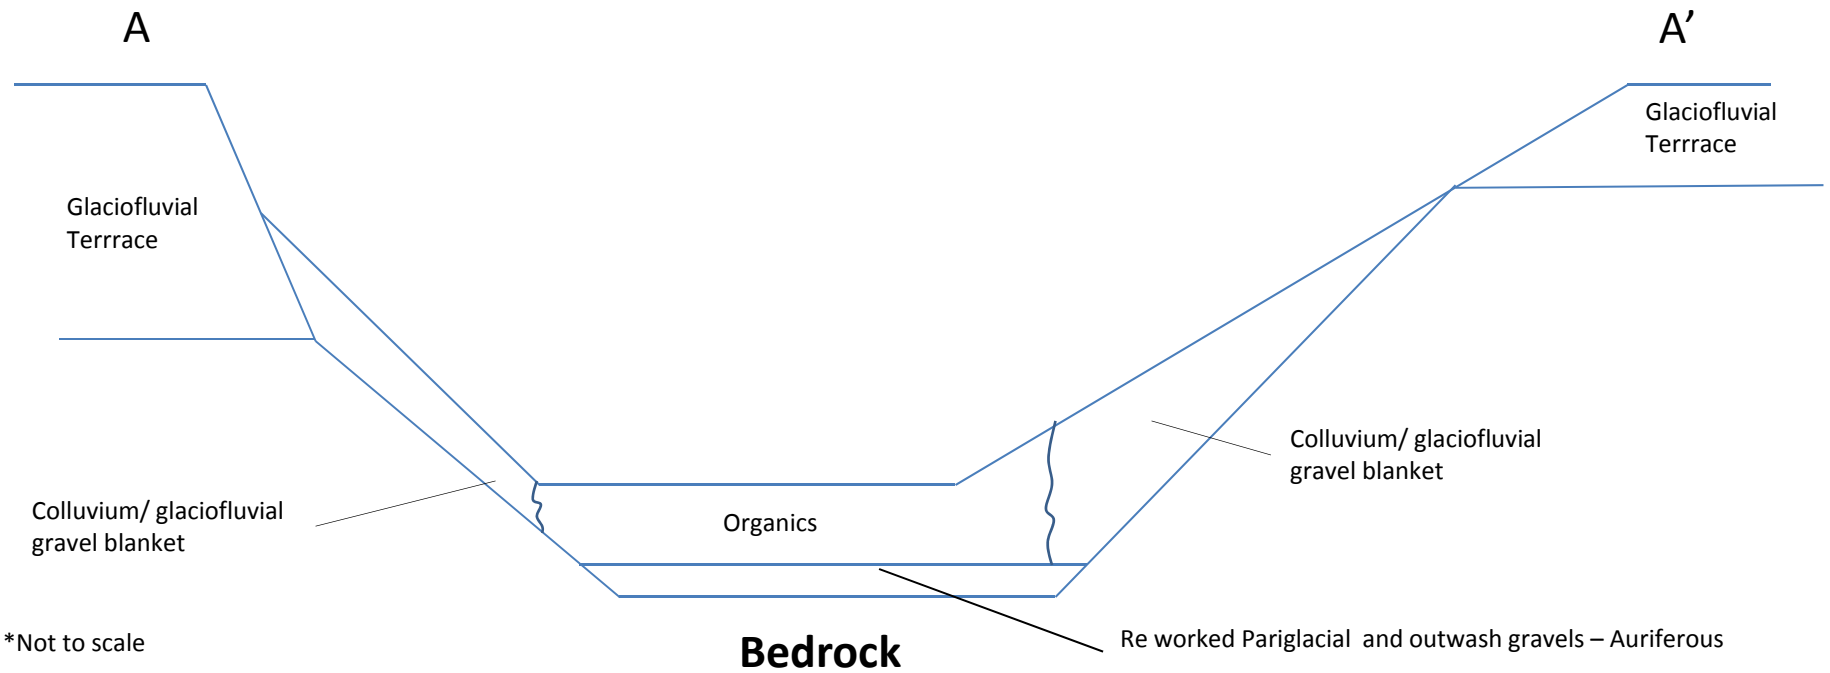 A
A’
Glaciofluvial
Terrrace
Glaciofluvial
Terrrace
Colluvium/ glaciofluvial
gravel blanket
Colluvium/ glaciofluvial
gravel blanket
Organics
*Not to scale
Bedrock
Re worked Pariglacial and outwash gravels – Auriferous